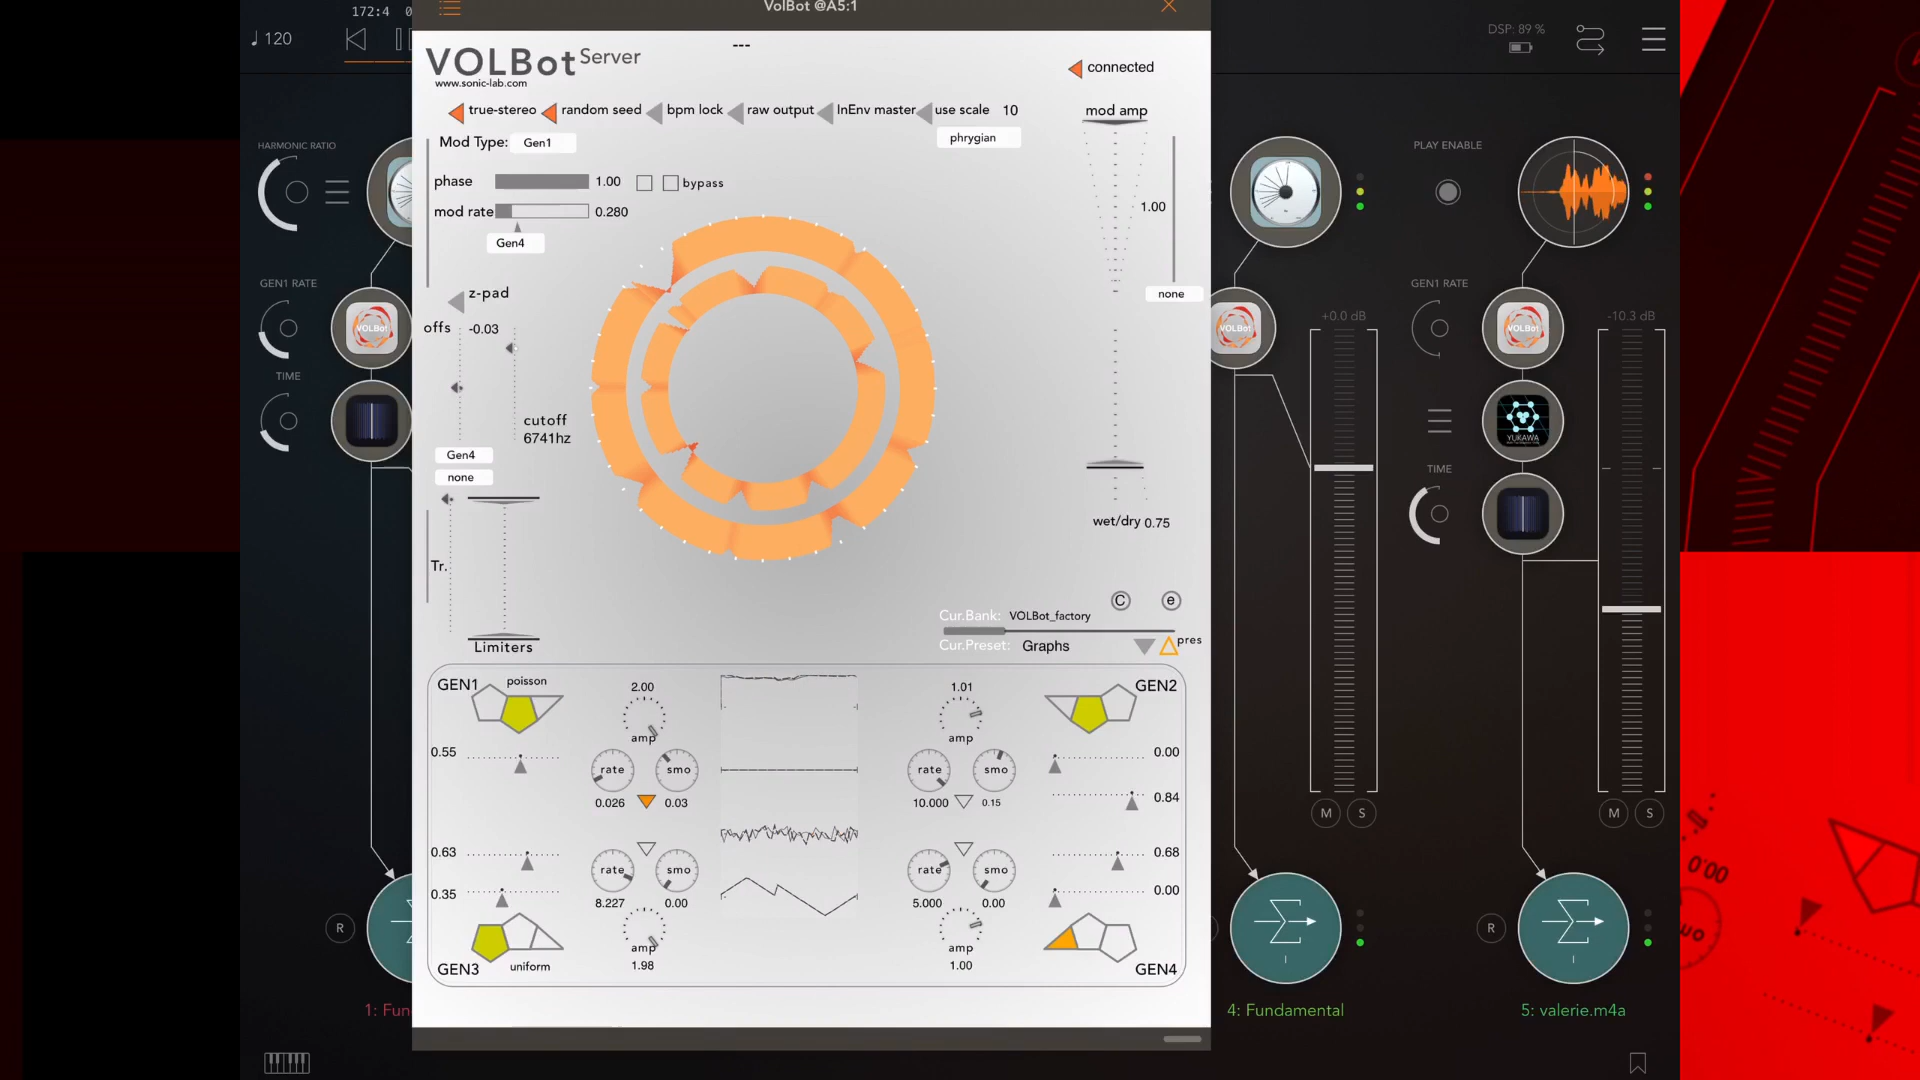 172:4
VolBot @A5:1
120
DSP: 89 %
VOLBot Server
www.sonic-lab.com
---
connected
true-stereo
random seed
bpm lock
raw output
InEnv master
use scale
10
phrygian
Mod Type:
Gen1
phase
1.00
bypass
mod rate
0.280
Gen4
mod amp
1.00
none
z-pad
offs
-0.03
cutoff
6741hz
Gen4
none
Tr.
Limiters
wet/dry 0.75
C
e
Cur.Bank:
VOLBot_factory
Cur.Preset:
Graphs
pres
GEN1
poisson
0.55
2.00
amp
rate
smo
0.026
0.03
GEN2
1.01
amp
rate
smo
10.000
0.15
0.00
0.84
0.63
0.35
rate
smo
8.227
0.00
amp
1.98
GEN3
uniform
rate
smo
5.000
0.00
amp
1.00
0.68
0.00
GEN4
HARMONIC RATIO
GEN1 RATE
VOLBot
TIME
R
1: Fun
VOLBot
+0.0 dB
M
S
4: Fundamental
PLAY ENABLE
GEN1 RATE
VOLBot
YUKAWA
TIME
-10.3 dB
M
S
R
5: valerie.m4a
0.00